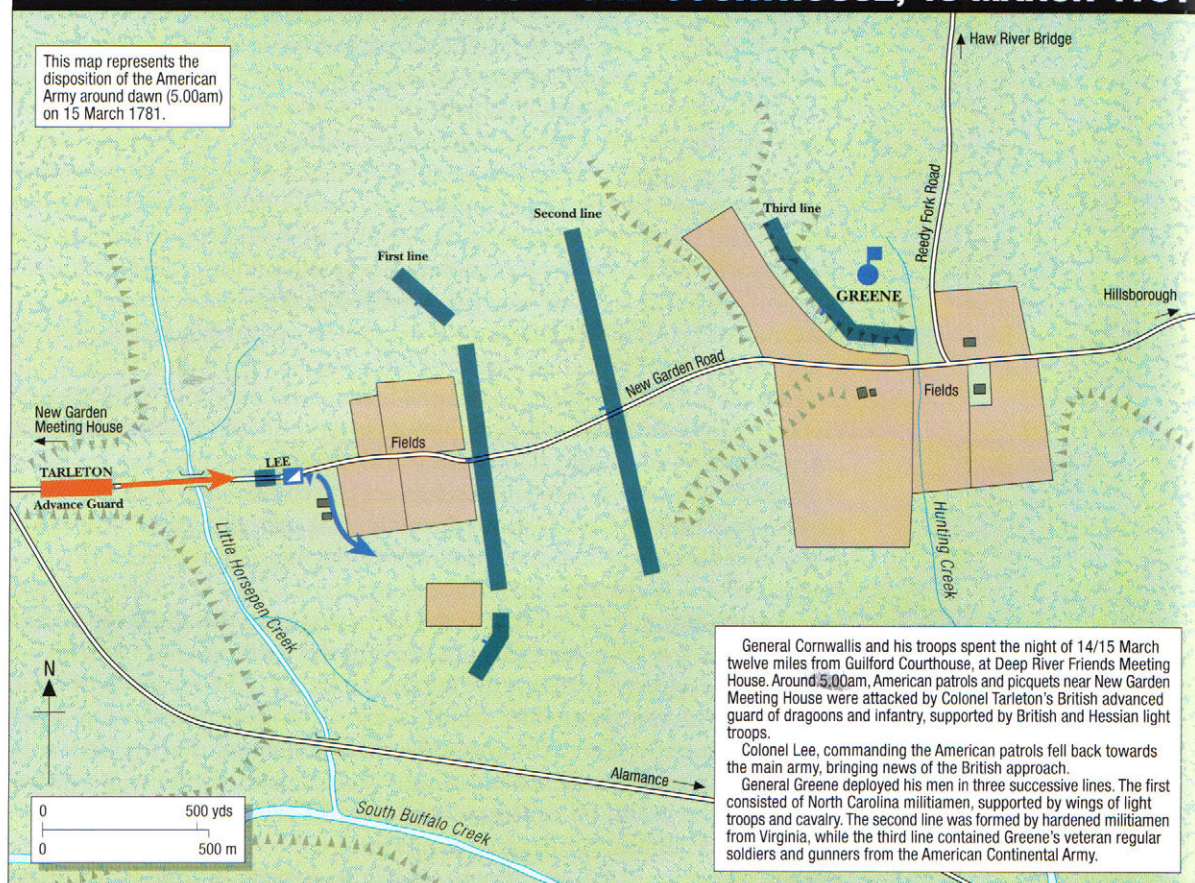 COURTHOUSE, 15 MARCH 1781
This map represents the
disposition of the American
Army around dawn (5.00am)
on 15 March 1781.
Haw River Bridge
Reedy Fork Road
Second line
Third line
First line
GREENE
Hillsborough
New Garden Road
New Garden
Meeting House
Fields
Fields
TARLETON
LEE
Advance Guard
Little Horsepen Creek
Hunting Creek
N
Alamance
0 500 yds
0 500 m
South Buffalo Creek
General Cornwallis and his troops spent the night of 14/15 March
twelve miles from Guilford Courthouse, at Deep River Friends Meeting
House. Around 5.00am, American patrols and picquets near New Garden
Meeting House were attacked by Colonel Tarleton's British advanced
guard of dragoons and infantry, supported by British and Hessian light
troops.
Colonel Lee, commanding the American patrols fell back towards
the main army, bringing news of the British approach.
General Greene deployed his men in three successive lines. The first
consisted of North Carolina militiamen, supported by wings of light
troops and cavalry. The second line was formed by hardened militiamen
from Virginia, while the third line contained Greene's veteran regular
soldiers and gunners from the American Continental Army.